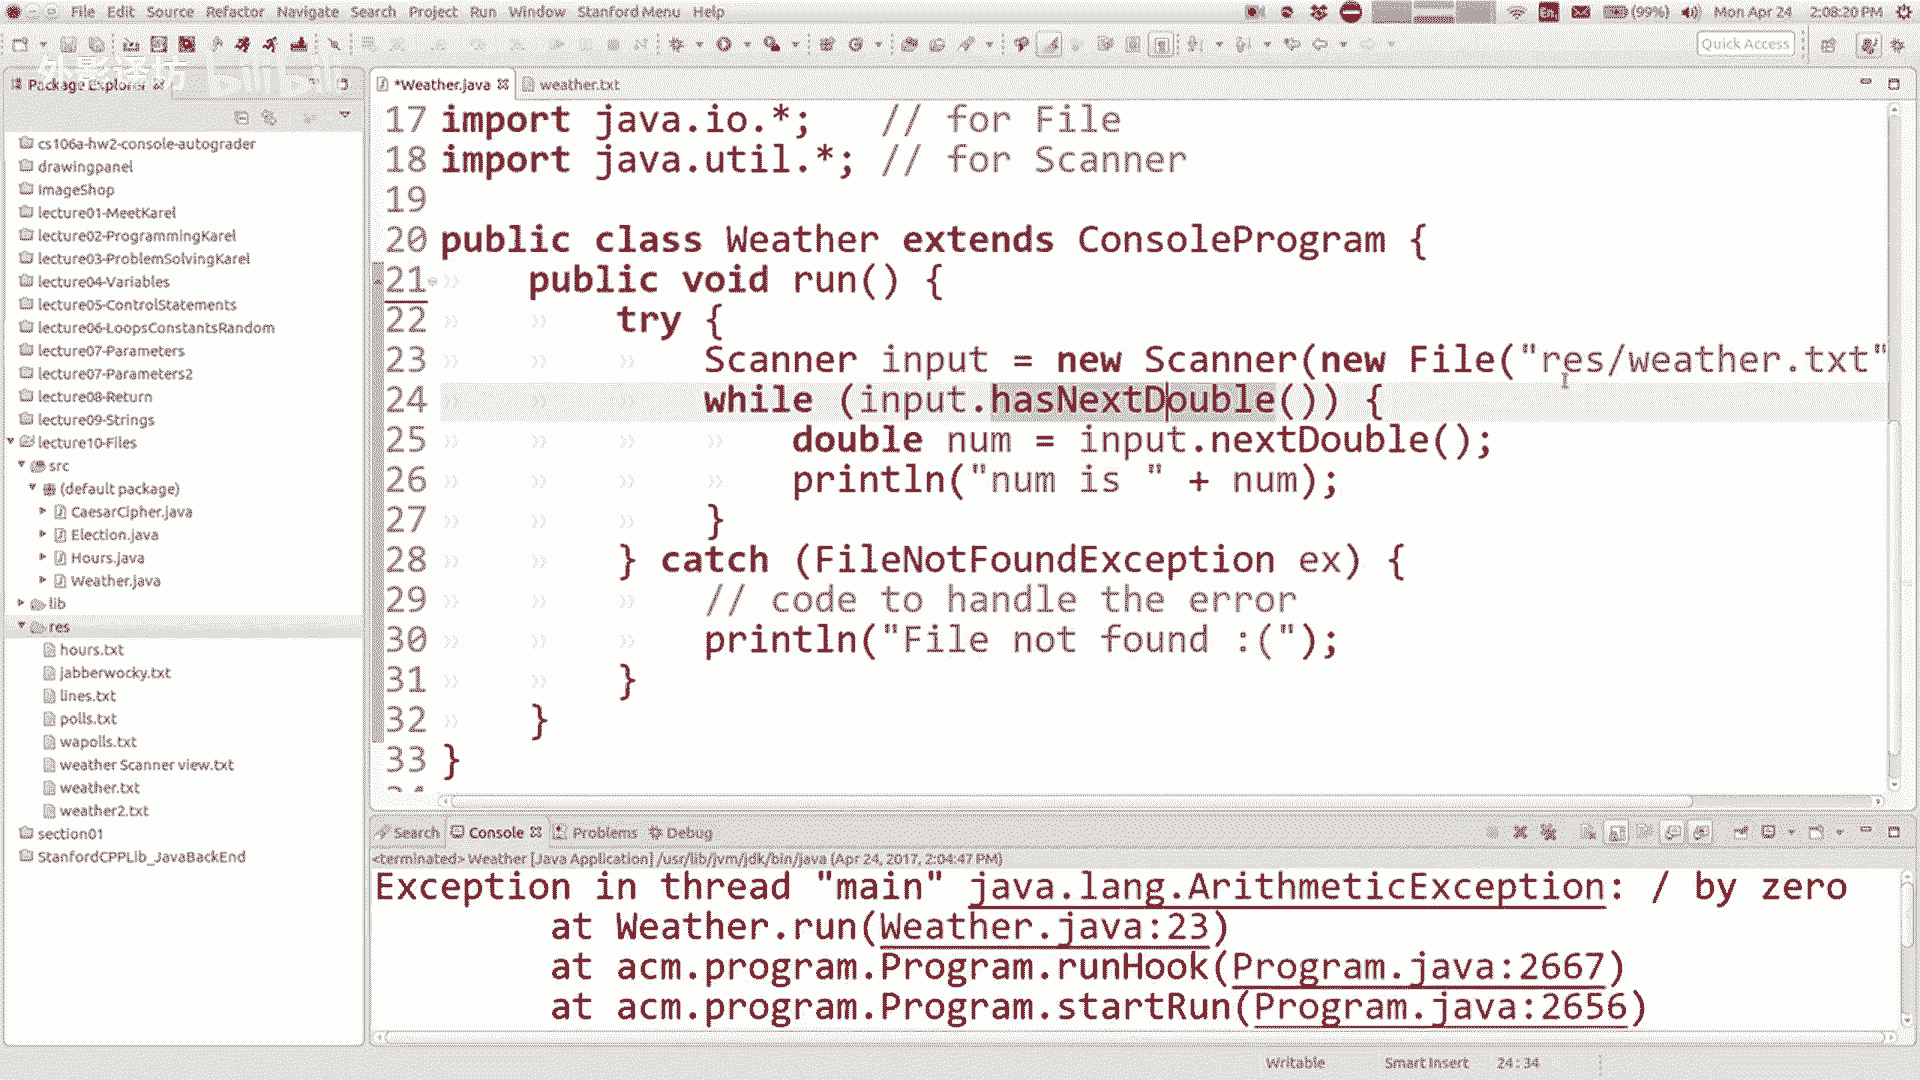 File Edit Source Refactor Navigate Search Project Run Window Stanford Menu Help
En (99%) Mon Apr 24 2:08:20 PM
Quick Access
外影译坊 bilibili
Package Explorer
*Weather.java weather.txt
cs106a-hw2-console-autograder
drawingpanel
ImageShop
lecture01-MeetKarel
lecture02-ProgrammingKarel
lecture03-ProblemSolvingKarel
lecture04-Variables
lecture05-ControlStatements
lecture06-LoopsConstantsRandom
lecture07-Parameters
lecture07-Parameters2
lecture08-Return
lecture09-Strings
lecture10-Files
src
(default package)
CaesarCipher.java
Election.java
Hours.java
Weather.java
lib
res
hours.txt
jabberwocky.txt
lines.txt
polls.txt
wapolls.txt
weather Scanner view.txt
weather.txt
weather2.txt
section01
StanfordCPPLib_JavaBackEnd
17 import java.io.*; // for File
18 import java.util.*; // for Scanner
19
20 public class Weather extends ConsoleProgram {
21 public void run() {
22 try {
23 Scanner input = new Scanner(new File("res/weather.txt"
24 while (input.hasNextDouble()) {
25 double num = input.nextDouble();
26 println("num is " + num);
27 }
28 } catch (FileNotFoundException ex) {
29 // code to handle the error
30 println("File not found :(");
31 }
32 }
33 }
Search Console Problems Debug
<terminated> Weather [Java Application] /usr/lib/jvm/jdk/bin/java (Apr 24, 2017, 2:04:47 PM)
Exception in thread "main" java.lang.ArithmeticException: / by zero
at Weather.run(Weather.java:23)
at acm.program.Program.runHook(Program.java:2667)
at acm.program.Program.startRun(Program.java:2656)
Writable Smart Insert 24:34